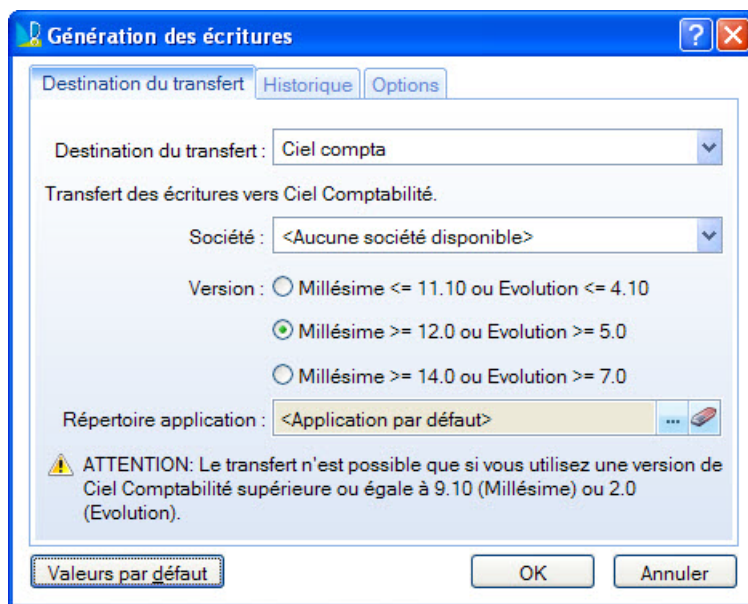 Génération des écritures
Destination du transfert Historique Options
Destination du transfert : Ciel compta
Transfert des écritures vers Ciel Comptabilité.
Société : <Aucune société disponible>
Version : Millésime <= 11.10 ou Evolution <= 4.10
Millésime >= 12.0 ou Evolution >= 5.0
Millésime >= 14.0 ou Evolution >= 7.0
Répertoire application : <Application par défaut> ...
ATTENTION: Le transfert n'est possible que si vous utilisez une version de
Ciel Comptabilité supérieure ou égale à 9.10 (Millésime) ou 2.0
(Evolution).
Valeurs par défaut OK Annuler